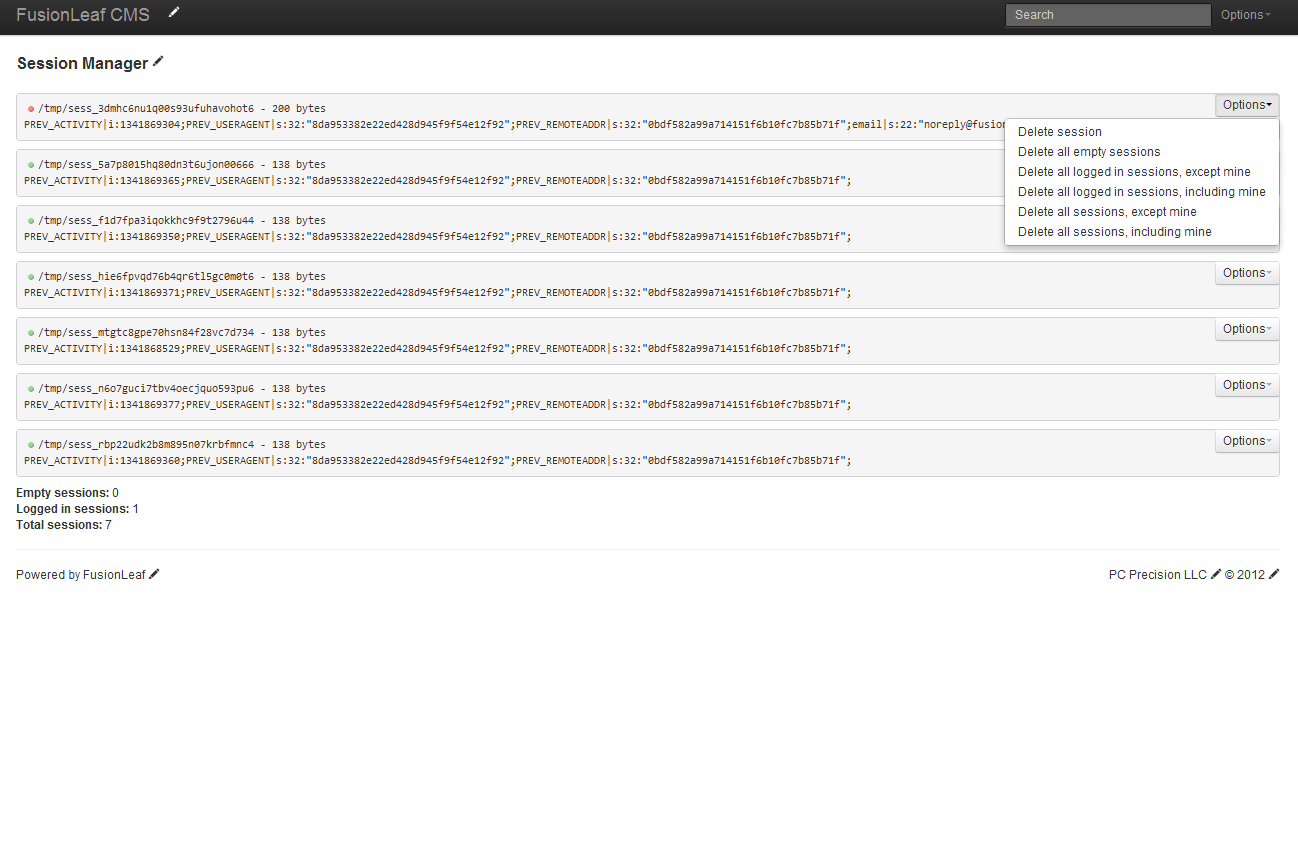 FusionLeaf CMS
Search
Options
Session Manager
/tmp/sess_3dmhc6nu1q00s93ufuhavohot6 - 200 bytes
Options
PREV_ACTIVITY|i:1341869304;PREV_USERAGENT|s:32:"8da953382e22ed428d945f9f54e12f92";PREV_REMOTEADDR|s:32:"0bdf582a99a714151f6b10fc7b85b71f";email|s:22:"noreply@fusion
Delete session
Delete all empty sessions
Delete all logged in sessions, except mine
Delete all logged in sessions, including mine
Delete all sessions, except mine
Delete all sessions, including mine
/tmp/sess_5a7p8015hq80dn3t6ujon00666 - 138 bytes
PREV_ACTIVITY|i:1341869365;PREV_USERAGENT|s:32:"8da953382e22ed428d945f9f54e12f92";PREV_REMOTEADDR|s:32:"0bdf582a99a714151f6b10fc7b85b71f";
/tmp/sess_f1d7fpa3iqokkhc9f9t2796u44 - 138 bytes
PREV_ACTIVITY|i:1341869350;PREV_USERAGENT|s:32:"8da953382e22ed428d945f9f54e12f92";PREV_REMOTEADDR|s:32:"0bdf582a99a714151f6b10fc7b85b71f";
/tmp/sess_hie6fpvqd76b4qr6tl5gc0m0t6 - 138 bytes
Options
PREV_ACTIVITY|i:1341869371;PREV_USERAGENT|s:32:"8da953382e22ed428d945f9f54e12f92";PREV_REMOTEADDR|s:32:"0bdf582a99a714151f6b10fc7b85b71f";
/tmp/sess_mtgtc8gpe70hsn84f28vc7d734 - 138 bytes
Options
PREV_ACTIVITY|i:1341868529;PREV_USERAGENT|s:32:"8da953382e22ed428d945f9f54e12f92";PREV_REMOTEADDR|s:32:"0bdf582a99a714151f6b10fc7b85b71f";
/tmp/sess_n6o7guci7tbv4oecjquo593pu6 - 138 bytes
Options
PREV_ACTIVITY|i:1341869377;PREV_USERAGENT|s:32:"8da953382e22ed428d945f9f54e12f92";PREV_REMOTEADDR|s:32:"0bdf582a99a714151f6b10fc7b85b71f";
/tmp/sess_rbp22udk2b8m895n07krbfmnc4 - 138 bytes
Options
PREV_ACTIVITY|i:1341869360;PREV_USERAGENT|s:32:"8da953382e22ed428d945f9f54e12f92";PREV_REMOTEADDR|s:32:"0bdf582a99a714151f6b10fc7b85b71f";
Empty sessions: 0
Logged in sessions: 1
Total sessions: 7
Powered by FusionLeaf
PC Precision LLC © 2012